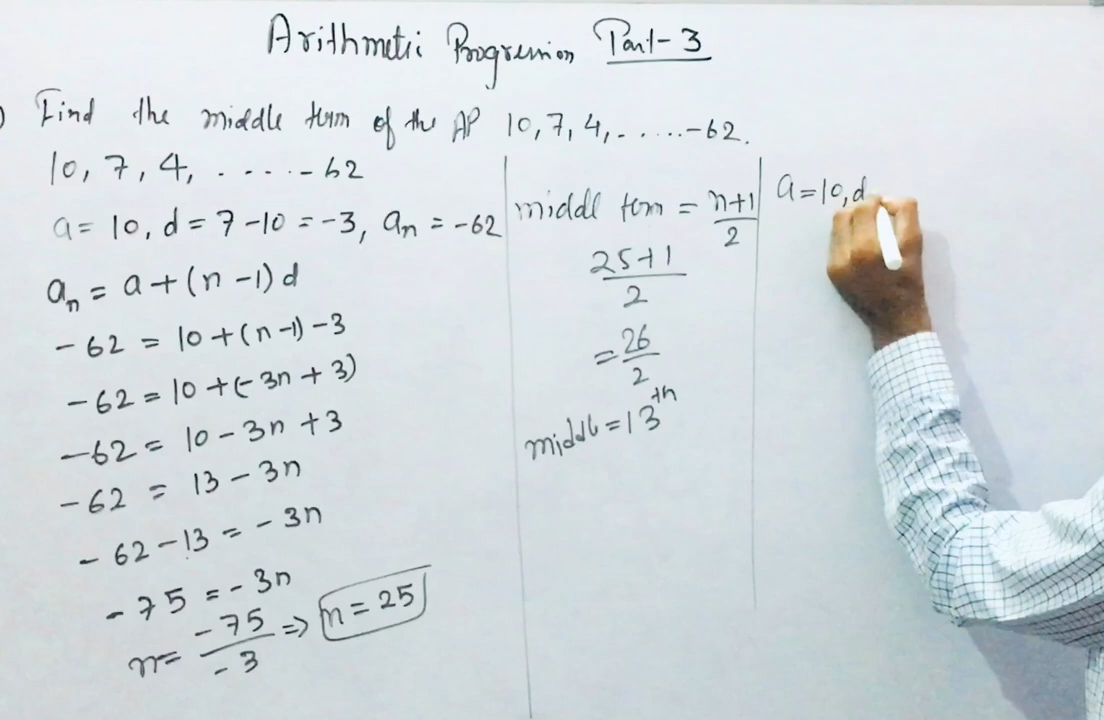 Arithmetic Progression Part-3
) Find the middle term of the AP 10, 7, 4, ......-62.
10, 7, 4, ......-62
a = 10, d = 7-10 = -3, aₙ = -62
aₙ = a+(n-1)d
-62 = 10+(n-1)-3
-62 = 10+(-3n+3)
-62 = 10-3n+3
-62 = 13-3n
-62-13 = -3n
-75 = -3n
n = -75/-3 ⇒ n = 25
middl term = n+1/2
25+1/2
= 26/2
middle = 13th
a=10, d